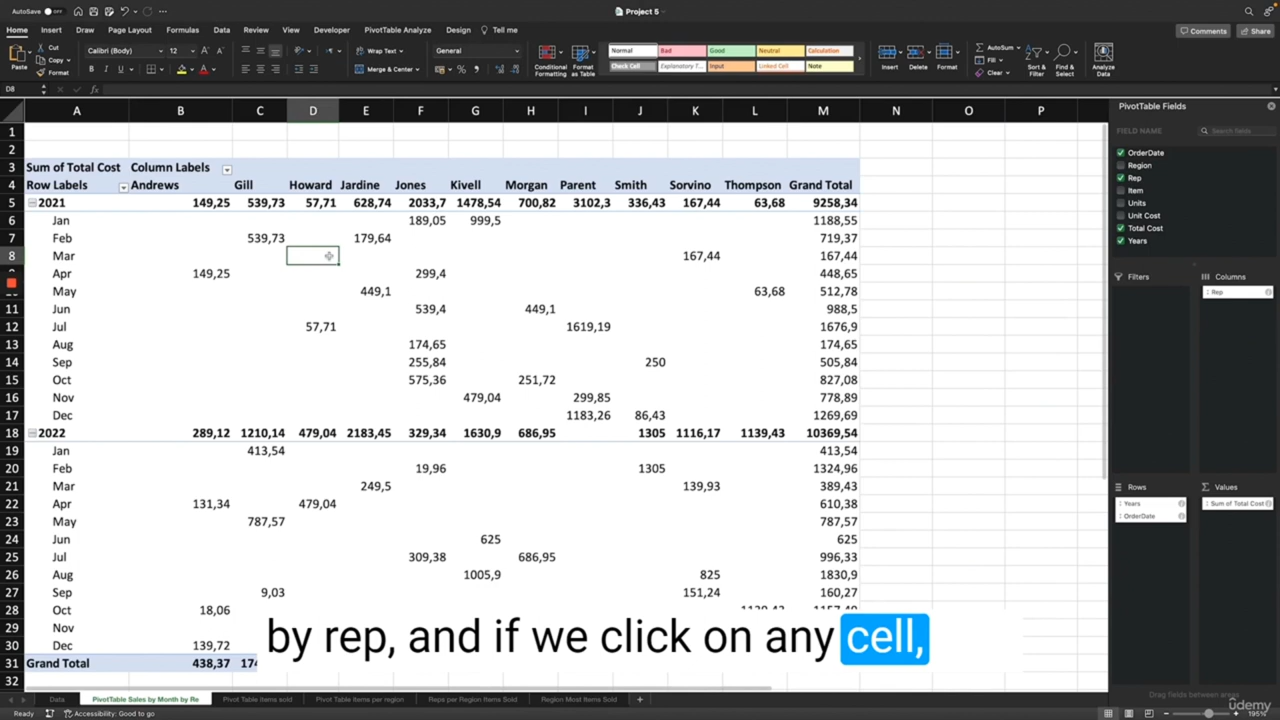 AutoSave OFF
Project 5
Home Insert Draw Page Layout Formulas Data Review View Developer PivotTable Analyze Design Tell me
Comments Share
Paste Cut Copy Format
Calibri (Body) 12
Wrap Text
Merge & Center
General
Conditional Formatting
Format as Table
Normal Bad Good Neutral Calculation
Check Cell Explanatory T... Input Linked Cell Note
Insert Delete Format
AutoSum Fill Clear
Sort & Filter
Find & Select
Analyze Data
D8 fx
A B C D E F G H I J K L M N O P
1
2
3 Sum of Total Cost Column Labels
4 Row Labels Andrews Gill Howard Jardine Jones Kivell Morgan Parent Smith Sorvino Thompson Grand Total
5 2021 149,25 539,73 57,71 628,74 2033,7 1478,54 700,82 3102,3 336,43 167,44 63,68 9258,34
6 Jan 189,05 999,5 1188,55
7 Feb 539,73 179,64 719,37
8 Mar 167,44 167,44
Apr 149,25 299,4 448,65
May 449,1 63,68 512,78
11 Jun 539,4 449,1 988,5
12 Jul 57,71 1619,19 1676,9
13 Aug 174,65 174,65
14 Sep 255,84 250 505,84
15 Oct 575,36 251,72 827,08
16 Nov 479,04 299,85 778,89
17 Dec 1183,26 86,43 1269,69
18 2022 289,12 1210,14 479,04 2183,45 329,34 1630,9 686,95 1305 1116,17 1139,43 10369,54
19 Jan 413,54 413,54
20 Feb 19,96 1305 1324,96
21 Mar 249,5 139,93 389,43
22 Apr 131,34 479,04 610,38
23 May 787,57 787,57
24 Jun 625 625
25 Jul 309,38 686,95 996,33
26 Aug 1005,9 825 1830,9
27 Sep 9,03 151,24 160,27
28 Oct 18,06
29 Nov
30 Dec 139,72
31 Grand Total 438,37
32
by rep, and if we click on any cell,
PivotTable Fields
FIELD NAME Search fields
OrderDate
Region
Rep
Item
Units
Unit Cost
Total Cost
Years
Filters Columns
Rep
Rows Values
Years Sum of Total Cost
OrderDate
Drag fields between areas
Data PivotTable Sales by Month by Re Pivot Table Items sold Pivot Table Items per region Reps per Region Items Sold Region Most Items Sold +
Ready Accessibility: Good to go
195%
udemy